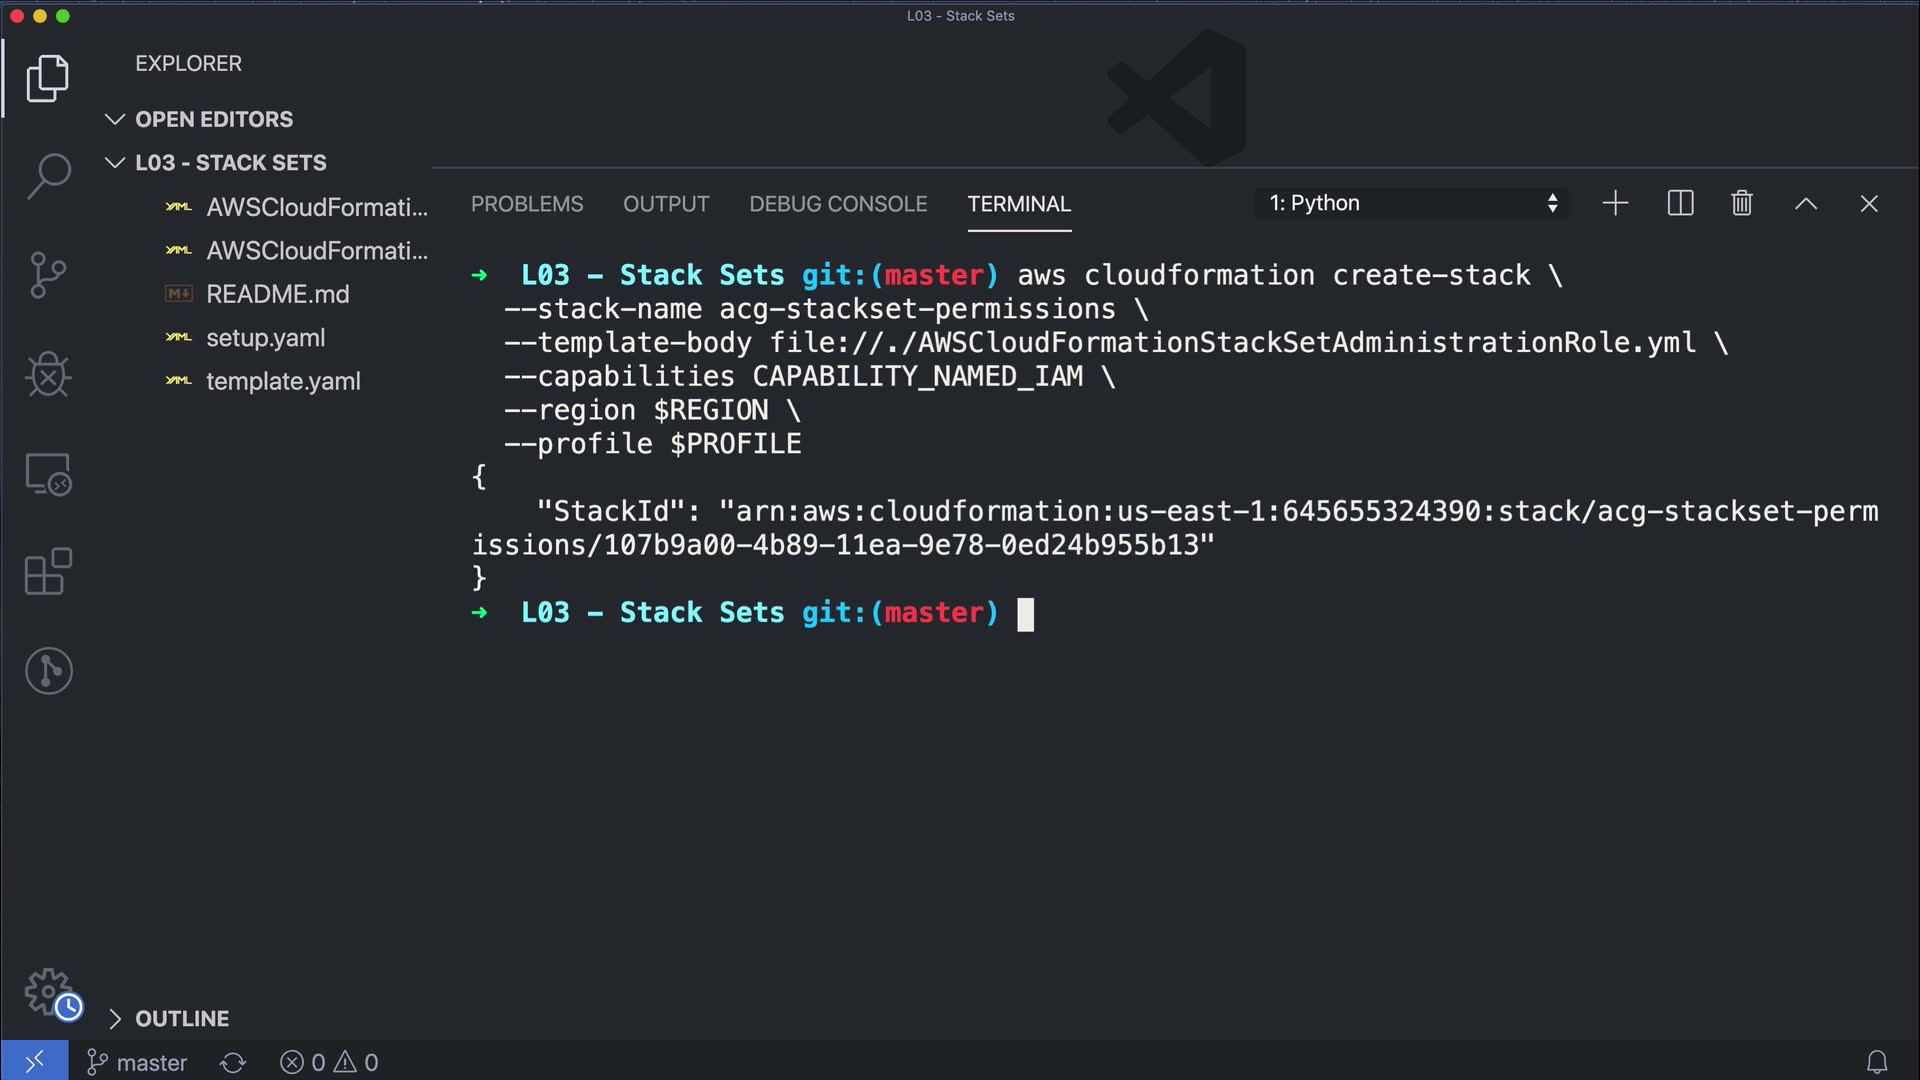 L03 - Stack Sets
EXPLORER
OPEN EDITORS
L03 - STACK SETS
AWSCloudFormati...
AWSCloudFormati...
README.md
setup.yaml
template.yaml
OUTLINE
PROBLEMS OUTPUT DEBUG CONSOLE TERMINAL 1: Python
➜ L03 - Stack Sets git:(master) aws cloudformation create-stack \
--stack-name acg-stackset-permissions \
--template-body file://./AWSCloudFormationStackSetAdministrationRole.yml \
--capabilities CAPABILITY_NAMED_IAM \
--region $REGION \
--profile $PROFILE
{
"StackId": "arn:aws:cloudformation:us-east-1:645655324390:stack/acg-stackset-perm
issions/107b9a00-4b89-11ea-9e78-0ed24b955b13"
}
➜ L03 - Stack Sets git:(master)
master 0 0